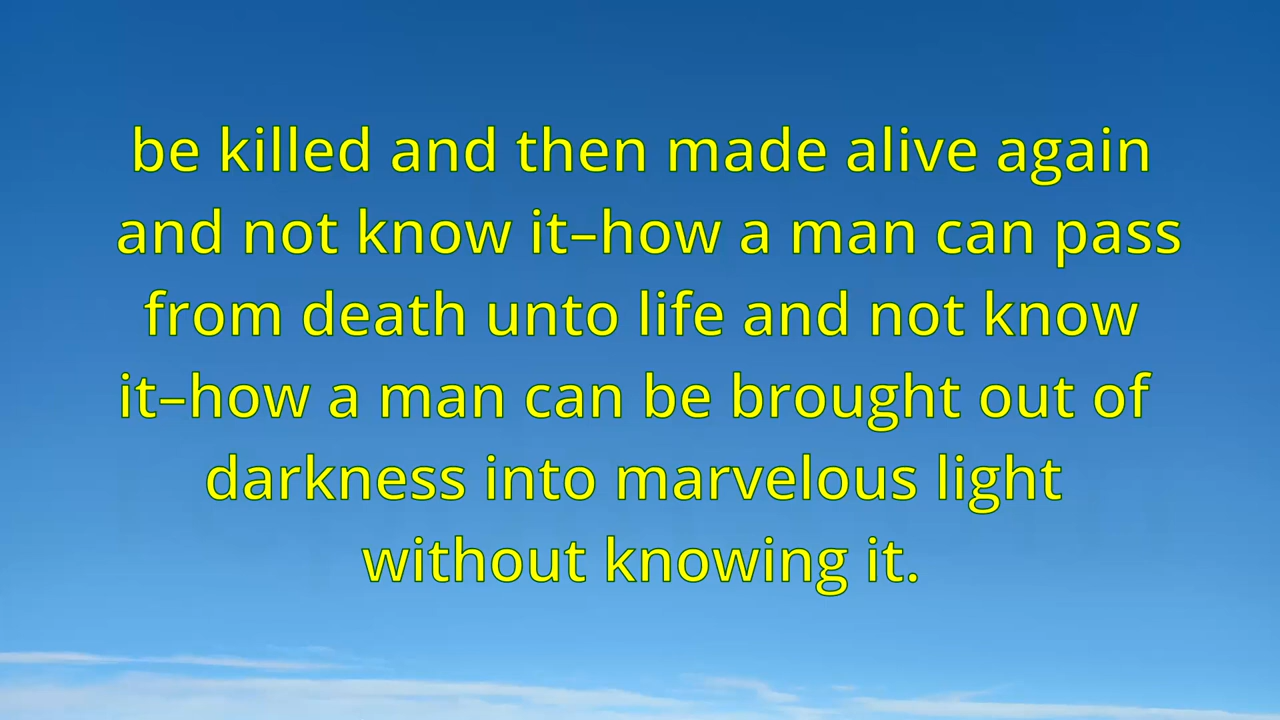 be killed and then made alive again
and not know it–how a man can pass
from death unto life and not know
it–how a man can be brought out of
darkness into marvelous light
without knowing it.